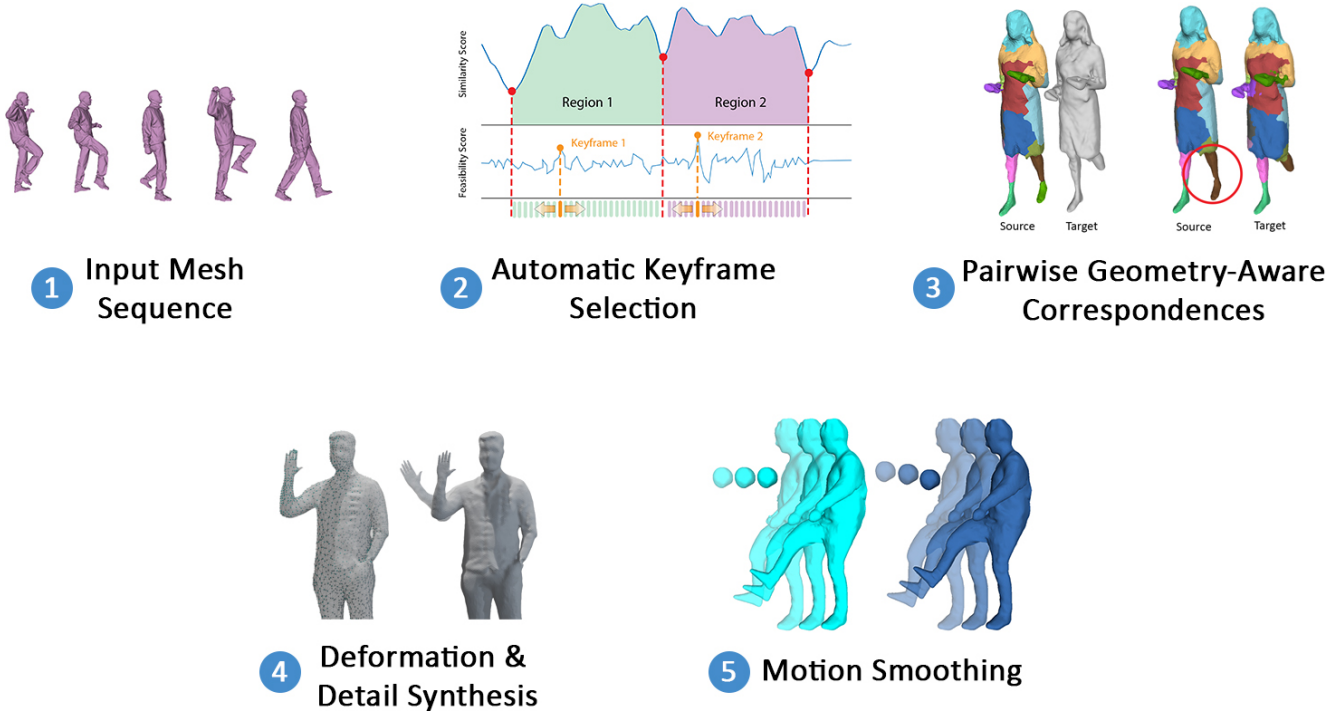 Similarity Score
Region 1
Region 2
Feasibility Score
Keyframe 1
Keyframe 2
Source
Target
Source
Target
1
Input Mesh
Sequence
2
Automatic Keyframe
Selection
3
Pairwise Geometry-Aware
Correspondences
4
Deformation &
Detail Synthesis
5
Motion Smoothing